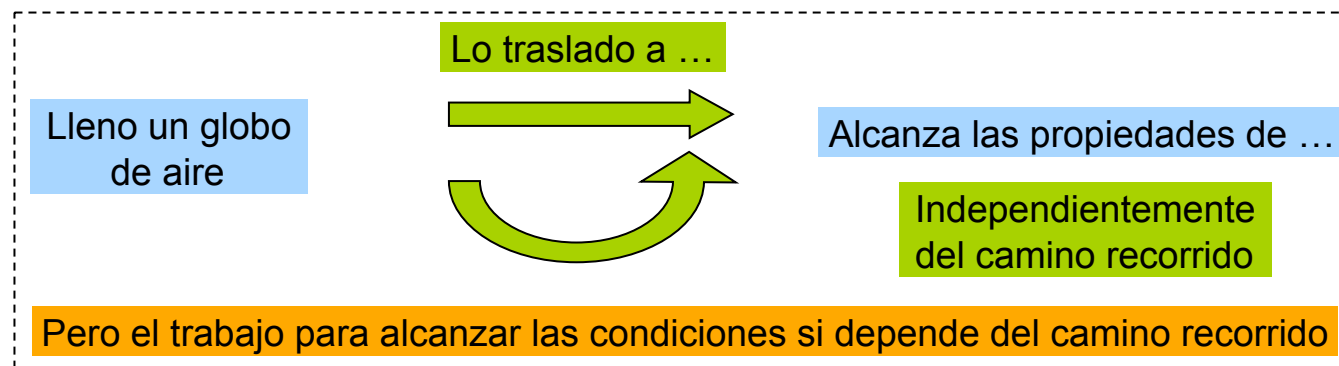 Lo traslado a …
Lleno un globo
de aire
Alcanza las propiedades de …
Independientemente
del camino recorrido
Pero el trabajo para alcanzar las condiciones si depende del camino recorrido